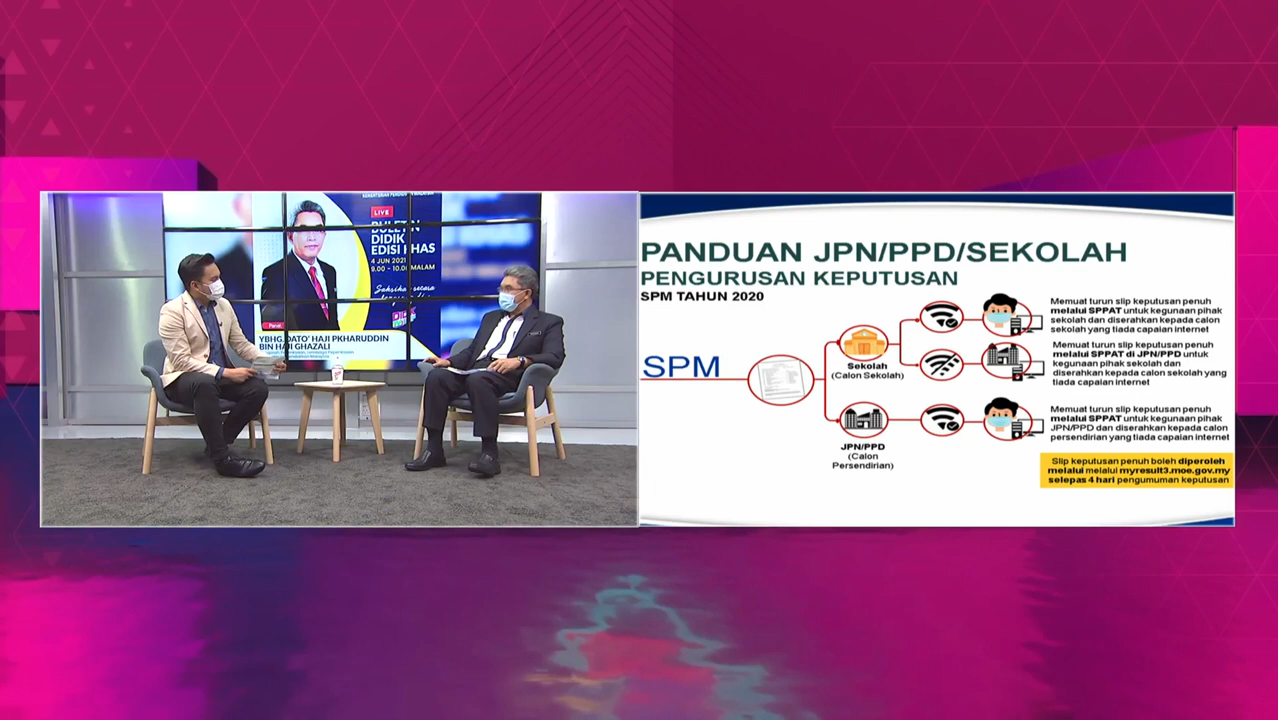 KEMENTERIAN
LIVE
BULETIN
DIDIK
EDISI KHAS
4 JUN 2021
9.00 - 10.00 MALAM
Saksikan secara
Panel
YBHG. DATO' HAJI PKHARUDDIN
BIN HAJI GHAZALI
PANDUAN JPN/PPD/SEKOLAH
PENGURUSAN KEPUTUSAN
SPM TAHUN 2020
SPM
Sekolah
(Calon Sekolah)
JPN/PPD
(Calon
Persendirian)
Memuat turun slip keputusan penuh
melalui SPPAT untuk kegunaan pihak
sekolah dan diserahkan kepada calon
sekolah yang tiada capaian internet
Memuat turun slip keputusan penuh
melalui SPPAT di JPN/PPD untuk
kegunaan pihak sekolah dan
diserahkan kepada calon sekolah yang
tiada capaian internet
Memuat turun slip keputusan penuh
melalui SPPAT untuk kegunaan pihak
JPN/PPD dan diserahkan kepada calon
persendirian yang tiada capaian internet
Slip keputusan penuh boleh diperoleh
melalui melalui myresult3.moe.gov.my
selepas 4 hari pengumuman keputusan